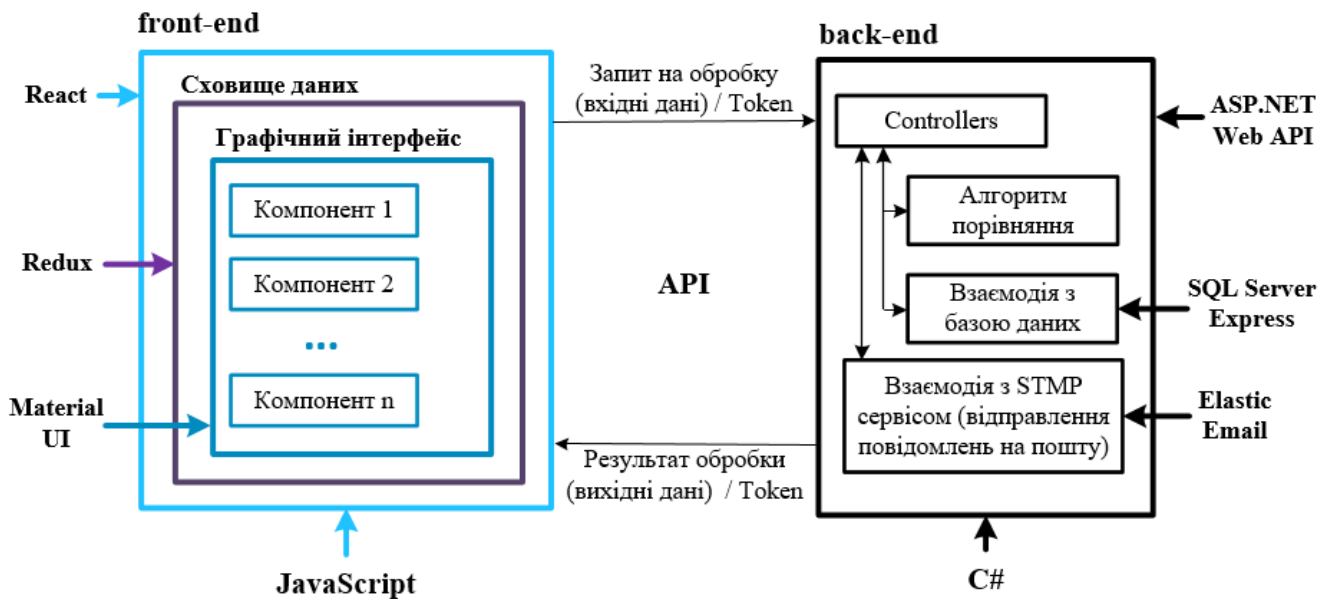 front-end
back-end
React
Сховище даних
Графічний інтерфейс
Компонент 1
Компонент 2
...
Компонент n
Redux
Material
UI
JavaScript
Запит на обробку
(вхідні дані) / Token
API
Результат обробки
(вихідні дані) / Token
Controllers
Алгоритм
порівняння
Взаємодія з
базою даних
Взаємодія з STMP
сервісом (відправлення
повідомлень на пошту)
ASP.NET
Web API
SQL Server
Express
Elastic
Email
C#